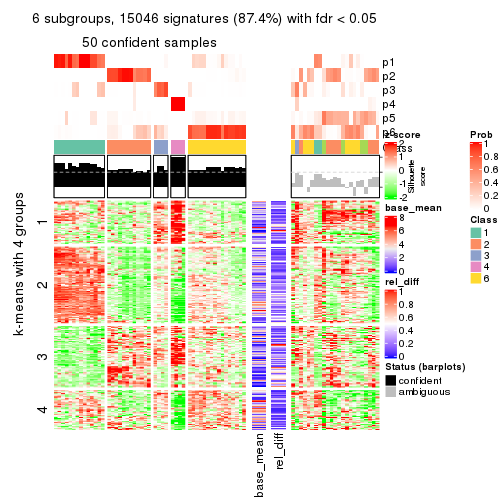 6 subgroups, 15046 signatures (87.4%) with fdr < 0.05
50 confident samples
p1
p2
p3
p4
p5
p6
Class
z-score
2
1
0
-1
-2
Silhouette
score
base_mean
8
6
4
2
0
rel_diff
1
0.8
0.6
0.4
0.2
0
Status (barplots)
confident
ambiguous
Prob
1
0.8
0.6
0.4
0.2
0
Class
1
2
3
4
6
k-means with 4 groups
1
2
3
4
base_mean
rel_diff